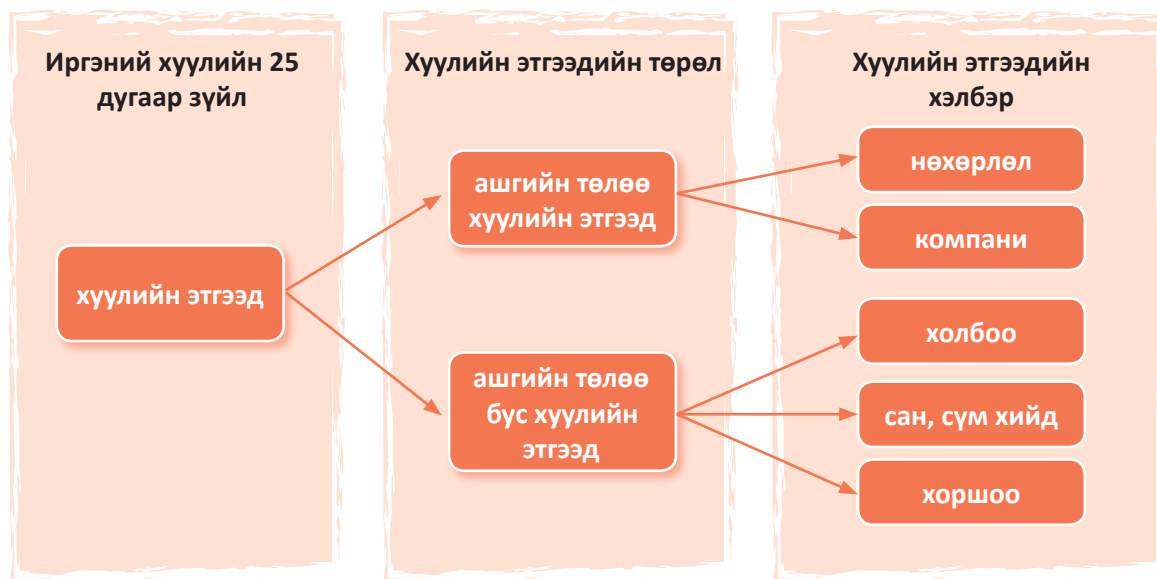 Иргэний хуулийн 25
дугаар зүйл
хуулийн этгээд
Хуулийн этгээдийн төрөл
ашгийн төлөө
хуулийн этгээд
ашгийн төлөө
бус хуулийн
этгээд
Хуулийн этгээдийн
хэлбэр
нөхөрлөл
компани
холбоо
сан, сүм хийд
хоршоо